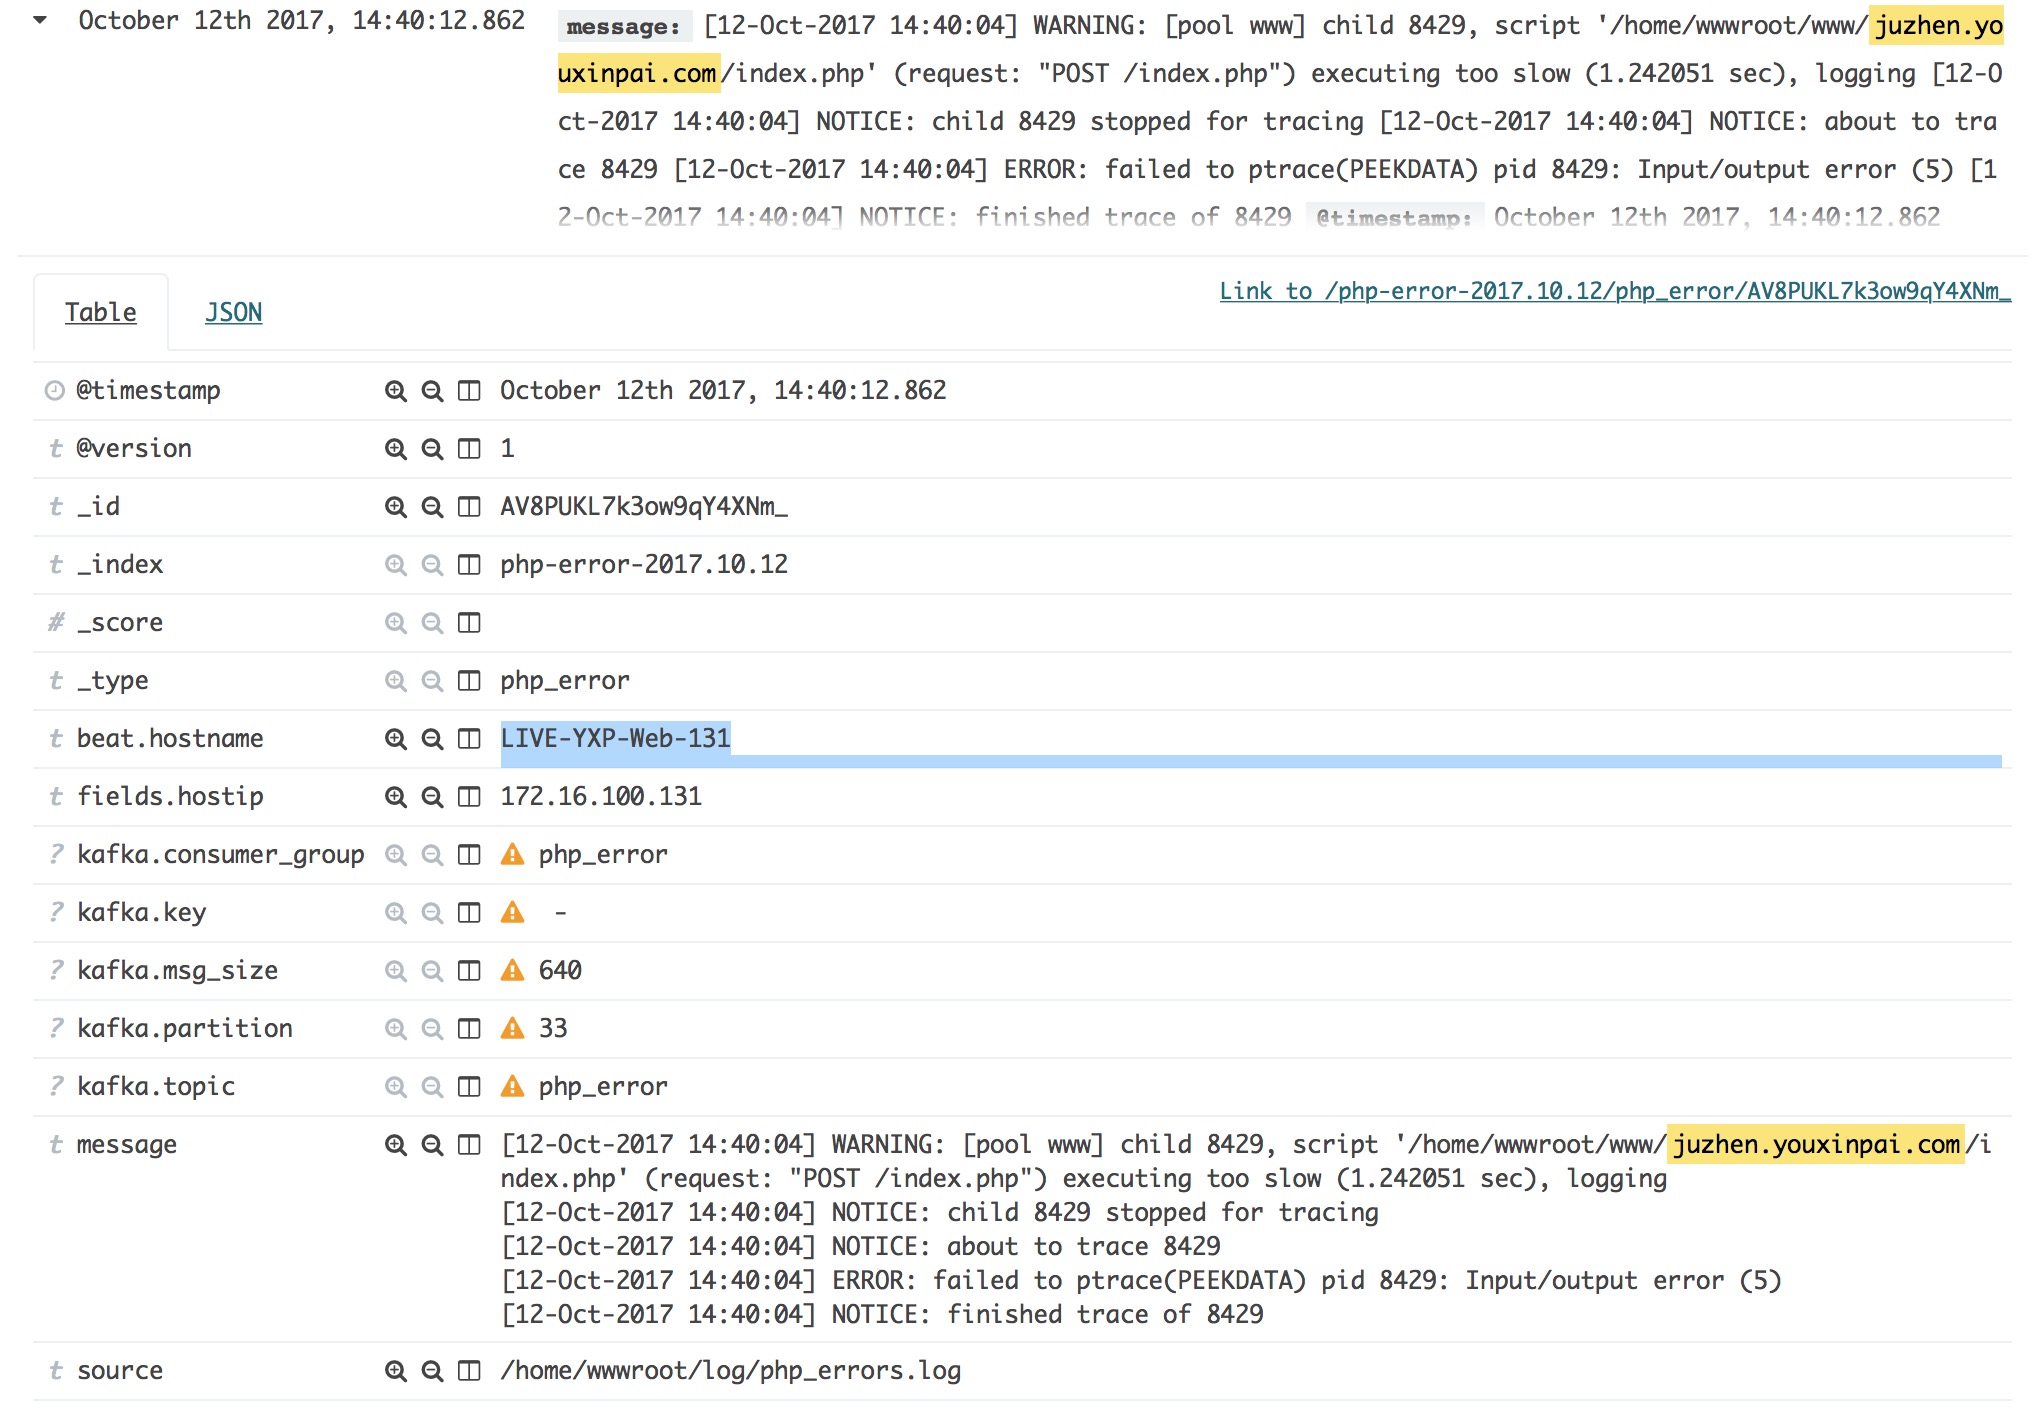 October 12th 2017, 14:40:12.862
message: [12-Oct-2017 14:40:04] WARNING: [pool www] child 8429, script '/home/wwwroot/www/juzhen.yo
uxinpai.com/index.php' (request: "POST /index.php") executing too slow (1.242051 sec), logging [12-O
ct-2017 14:40:04] NOTICE: child 8429 stopped for tracing [12-Oct-2017 14:40:04] NOTICE: about to tra
ce 8429 [12-Oct-2017 14:40:04] ERROR: failed to ptrace(PEEKDATA) pid 8429: Input/output error (5) [1
2-Oct-2017 14:40:04] NOTICE: finished trace of 8429 @timestamp: October 12th 2017, 14:40:12.862
Link to /php-error-2017.10.12/php_error/AV8PUKL7k3ow9qY4XNm_
Table JSON
@timestamp October 12th 2017, 14:40:12.862
t @version 1
t _id AV8PUKL7k3ow9qY4XNm_
t _index php-error-2017.10.12
# _score
t _type php_error
t beat.hostname LIVE-YXP-Web-131
t fields.hostip 172.16.100.131
? kafka.consumer_group php_error
? kafka.key -
? kafka.msg_size 640
? kafka.partition 33
? kafka.topic php_error
t message [12-Oct-2017 14:40:04] WARNING: [pool www] child 8429, script '/home/wwwroot/www/juzhen.youxinpai.com/i
ndex.php' (request: "POST /index.php") executing too slow (1.242051 sec), logging
[12-Oct-2017 14:40:04] NOTICE: child 8429 stopped for tracing
[12-Oct-2017 14:40:04] NOTICE: about to trace 8429
[12-Oct-2017 14:40:04] ERROR: failed to ptrace(PEEKDATA) pid 8429: Input/output error (5)
[12-Oct-2017 14:40:04] NOTICE: finished trace of 8429
t source /home/wwwroot/log/php_errors.log